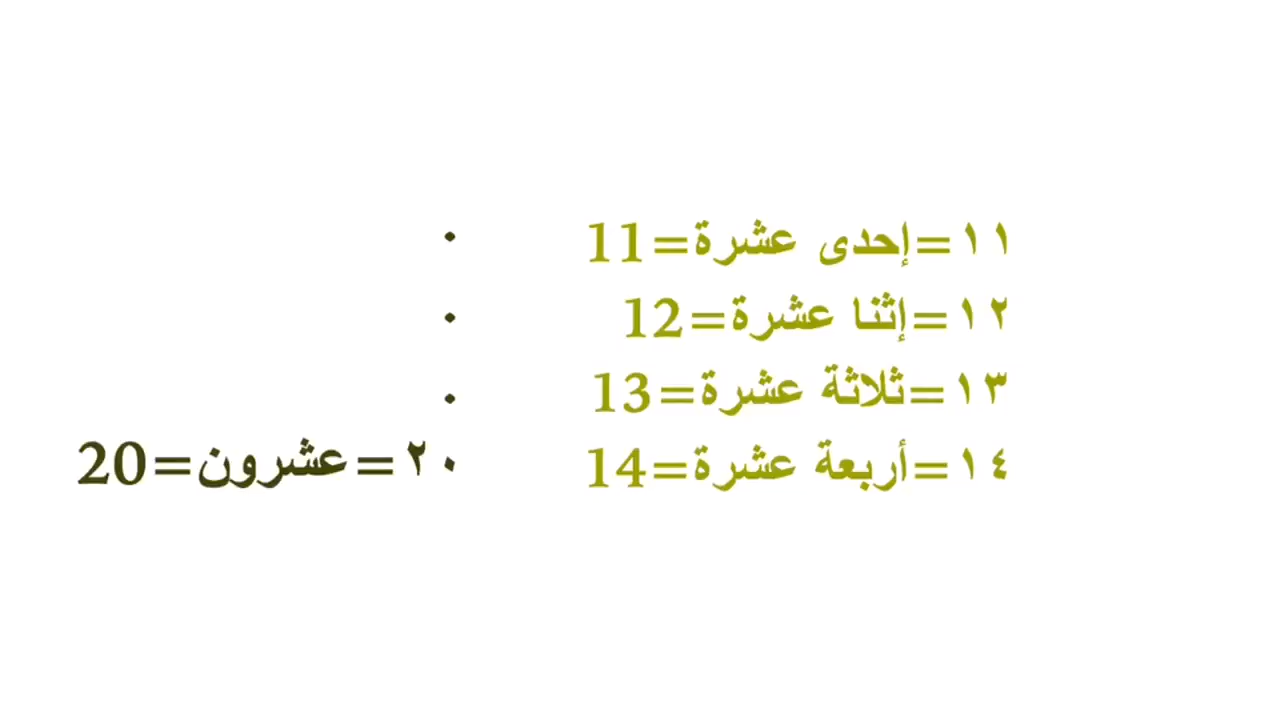 ١١=إحدى عشرة=11
١٢=إثنا عشرة=12
١٣=ثلاثة عشرة=13
١٤=أربعة عشرة=14
.
.
.
٢٠=عشرون=20